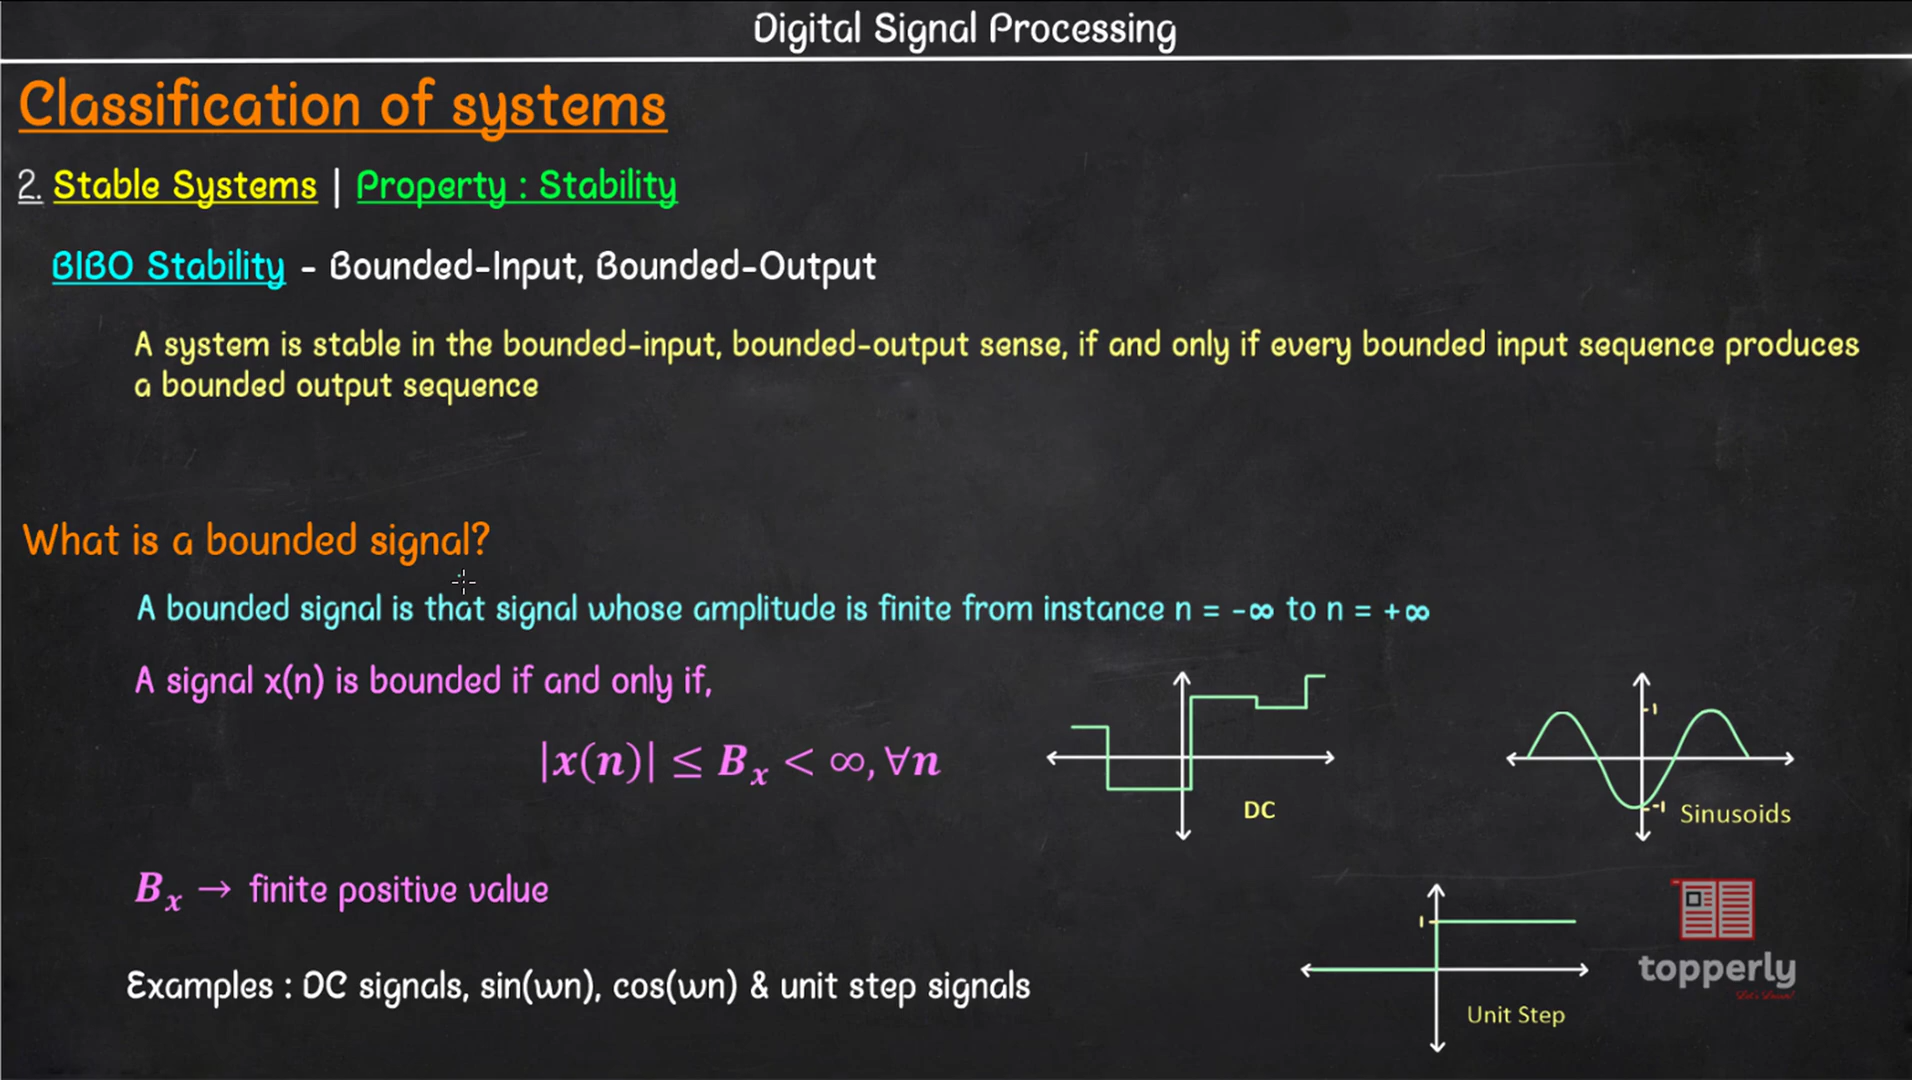 Digital Signal Processing
Classification of systems
2. Stable Systems | Property : Stability
BIBO Stability - Bounded-Input, Bounded-Output
A system is stable in the bounded-input, bounded-output sense, if and only if every bounded input sequence produces
a bounded output sequence
What is a bounded signal?
A bounded signal is that signal whose amplitude is finite from instance n = -∞ to n = +∞
A signal x(n) is bounded if and only if,
|x(n)| ≤ Bₓ < ∞, ∀n
DC
1
-1
Sinusoids
Bₓ → finite positive value
Examples : DC signals, sin(wn), cos(wn) & unit step signals
1
Unit Step
topperly
Let's Learn!